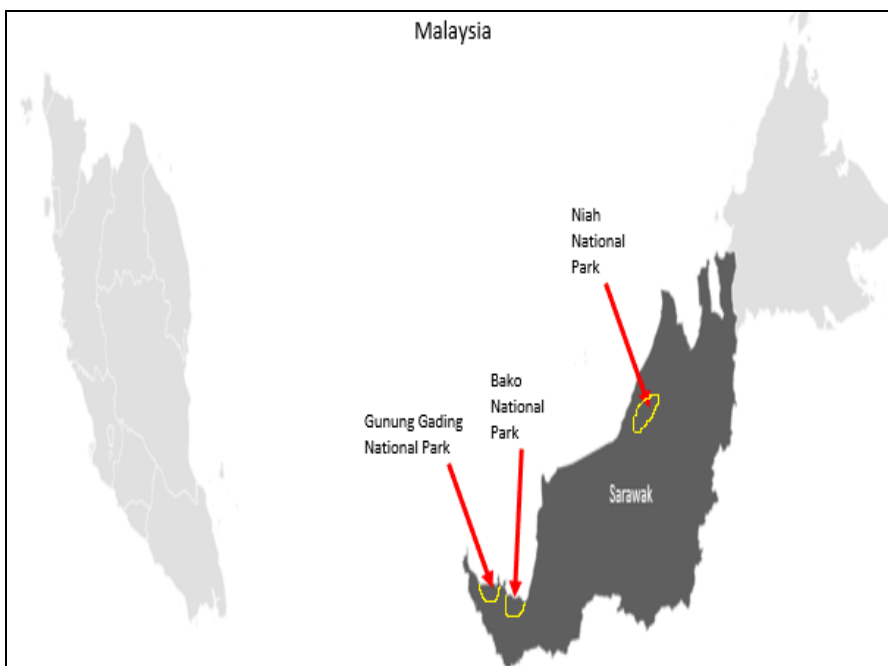 Malaysia
Niah
National
Park
Bako
National
Park
Gunung Gading
National Park
Sarawak